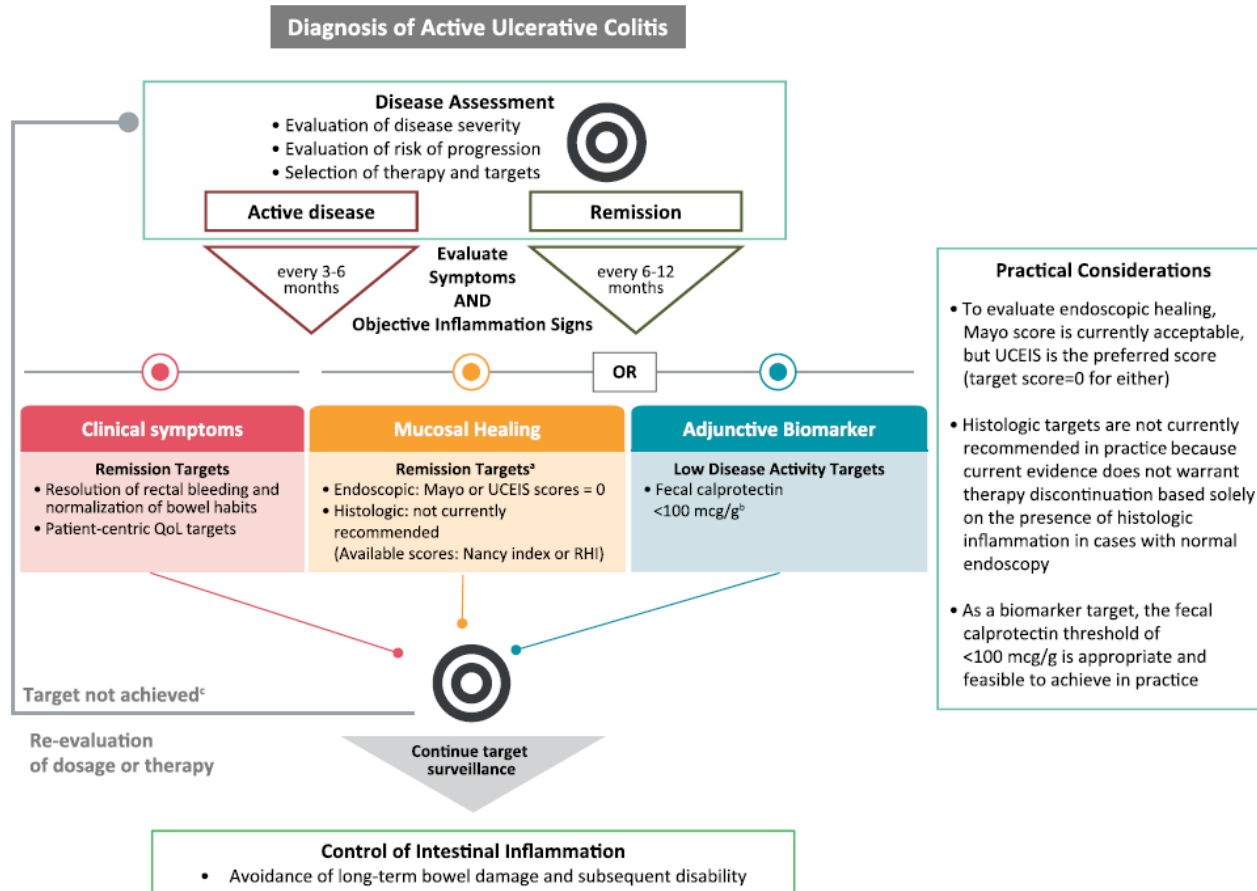 Diagnosis of Active Ulcerative Colitis
Disease Assessment
• Evaluation of disease severity
• Evaluation of risk of progression
• Selection of therapy and targets
Active disease
Remission
every 3-6
months
Evaluate
Symptoms
AND
Objective Inflammation Signs
every 6-12
months
OR
Clinical symptoms
Remission Targets
• Resolution of rectal bleeding and
normalization of bowel habits
• Patient-centric QoL targets
Mucosal Healing
Remission Targetsᵃ
• Endoscopic: Mayo or UCEIS scores = 0
• Histologic: not currently
recommended
(Available scores: Nancy index or RHI)
Adjunctive Biomarker
Low Disease Activity Targets
• Fecal calprotectin
<100 mcg/gᵇ
Target not achievedᶜ
Re-evaluation
of dosage or therapy
Continue target
surveillance
Control of Intestinal Inflammation
• Avoidance of long-term bowel damage and subsequent disability
Practical Considerations
• To evaluate endoscopic healing,
Mayo score is currently acceptable,
but UCEIS is the preferred score
(target score=0 for either)
• Histologic targets are not currently
recommended in practice because
current evidence does not warrant
therapy discontinuation based solely
on the presence of histologic
inflammation in cases with normal
endoscopy
• As a biomarker target, the fecal
calprotectin threshold of
<100 mcg/g is appropriate and
feasible to achieve in practice